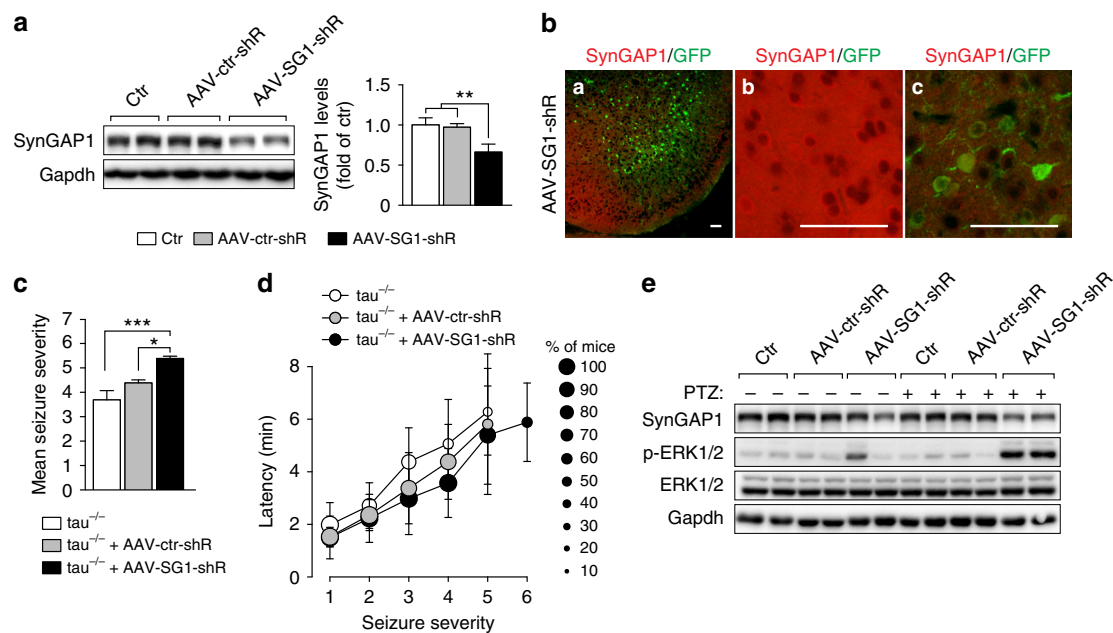 a
Ctr
AAV-ctr-shR
AAV-SG1-shR
SynGAP1
Gapdh
SynGAP1 levels
(fold of ctr)
1.5
1.0
0.5
0
**
Ctr
AAV-ctr-shR
AAV-SG1-shR
b
SynGAP1/GFP
SynGAP1/GFP
SynGAP1/GFP
AAV-SG1-shR
a
b
c
c
Mean seizure severity
7
6
5
4
3
2
1
0
***
*
tau−/−
tau−/− + AAV-ctr-shR
tau−/− + AAV-SG1-shR
d
tau−/−
tau−/− + AAV-ctr-shR
tau−/− + AAV-SG1-shR
Latency (min)
8
6
4
2
0
1 2 3 4 5 6
Seizure severity
% of mice
100
90
80
70
60
50
40
30
20
10
e
Ctr
AAV-ctr-shR
AAV-SG1-shR
Ctr
AAV-ctr-shR
AAV-SG1-shR
PTZ: − − − − − − + + + + + +
SynGAP1
p-ERK1/2
ERK1/2
Gapdh